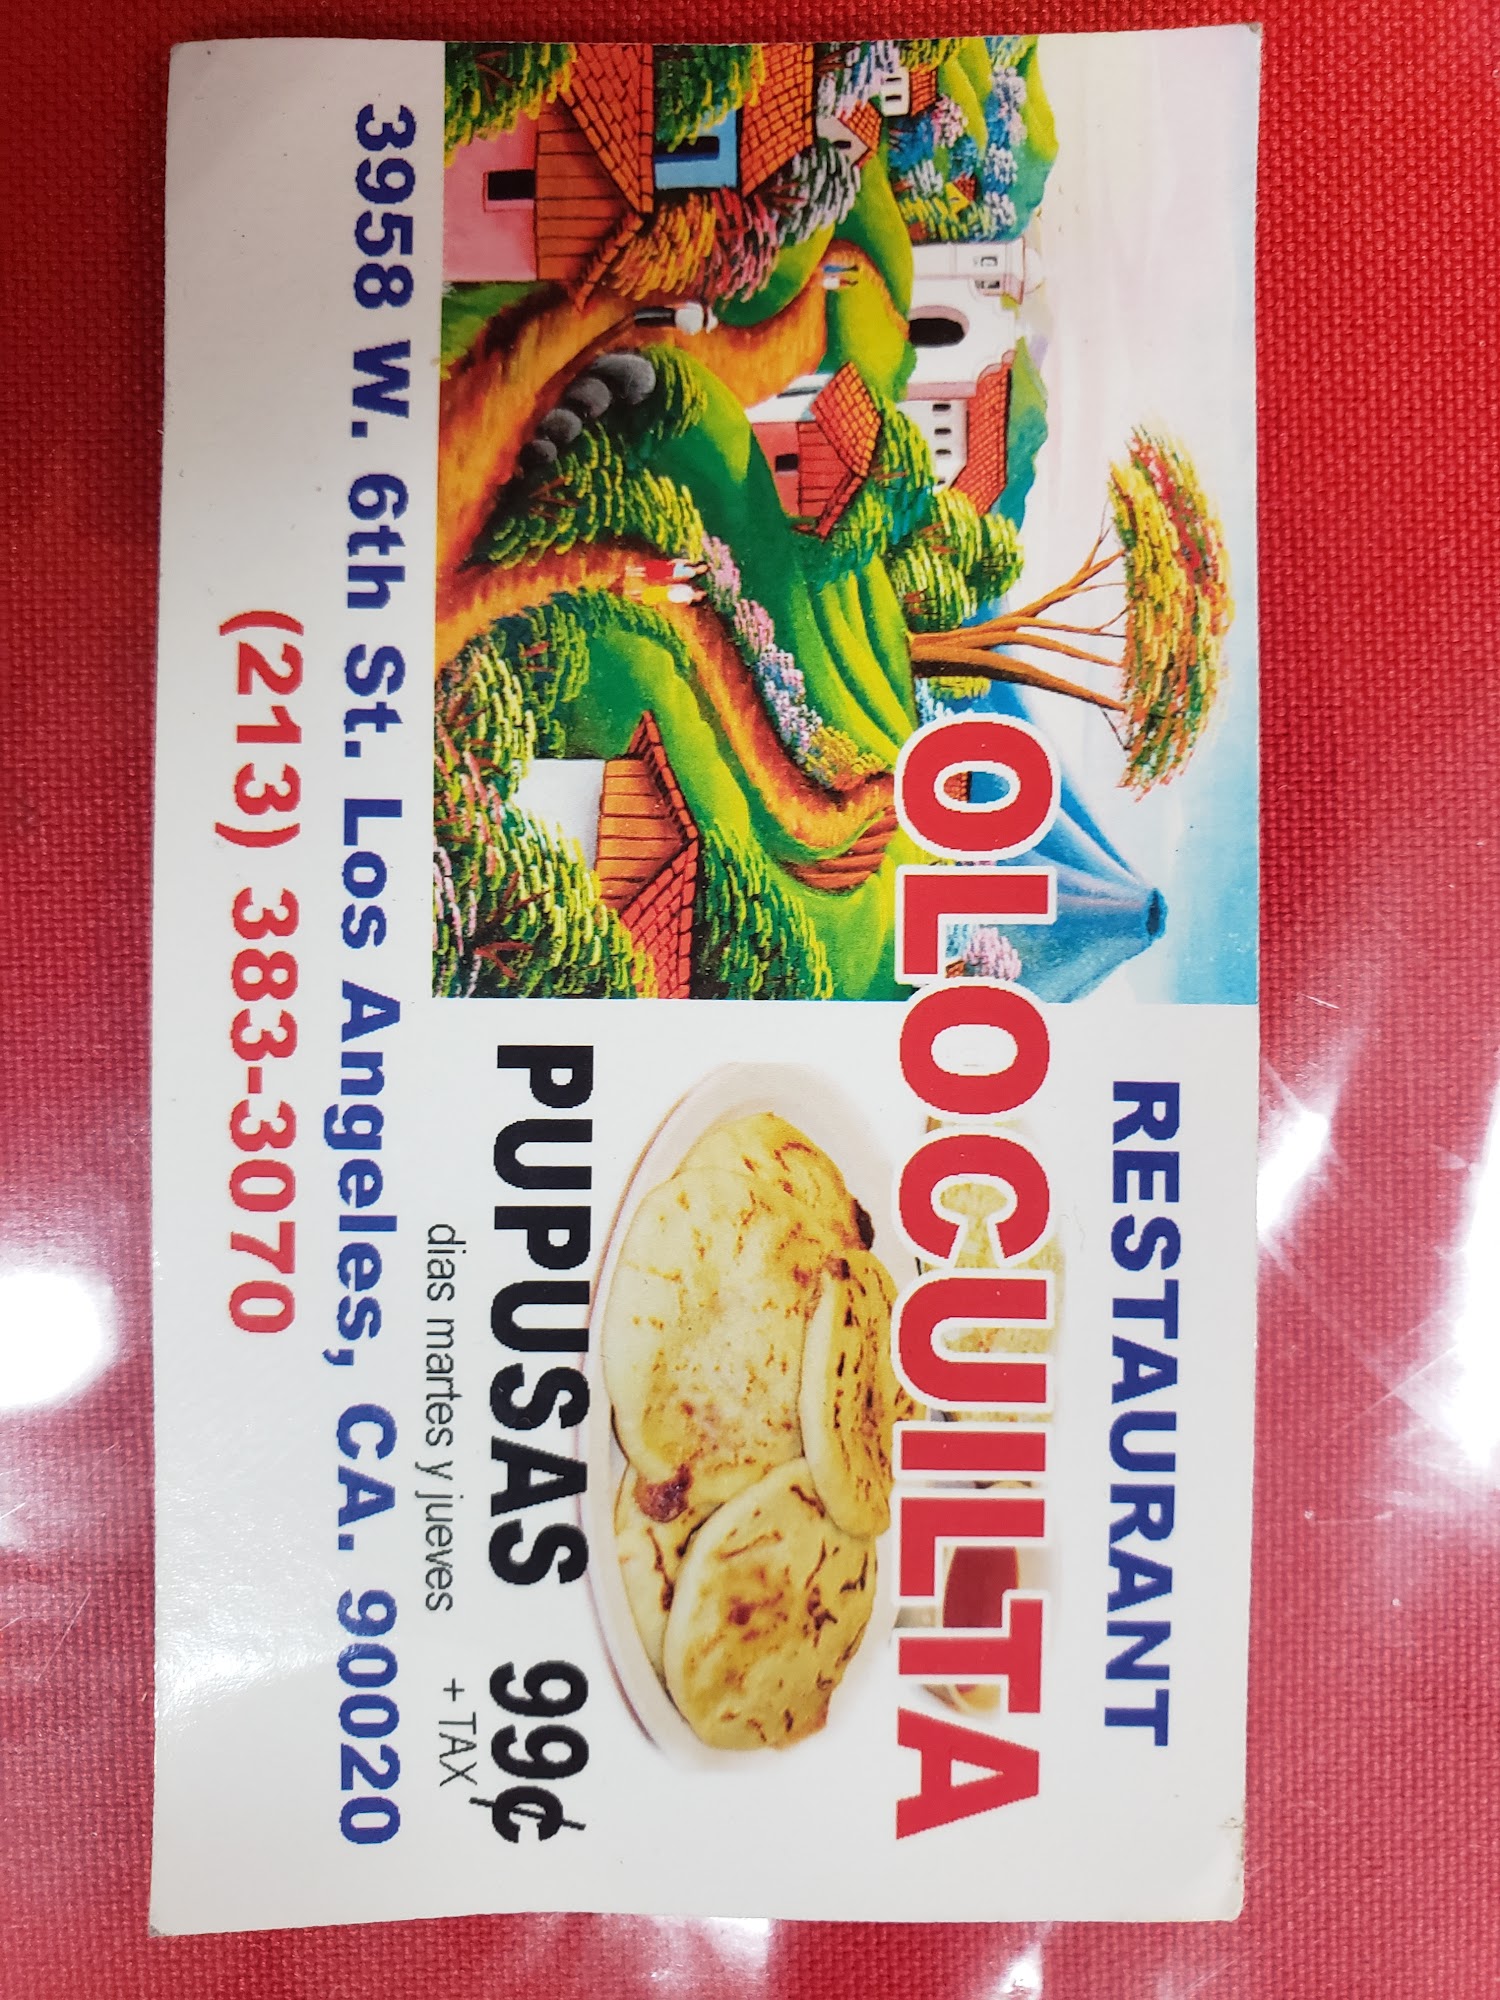 RESTAURANT
OLOCUILTA
PUPUSAS 99¢
dias martes y jueves + TAX
3958 W. 6th St. Los Angeles, CA. 90020
(213) 383-3070